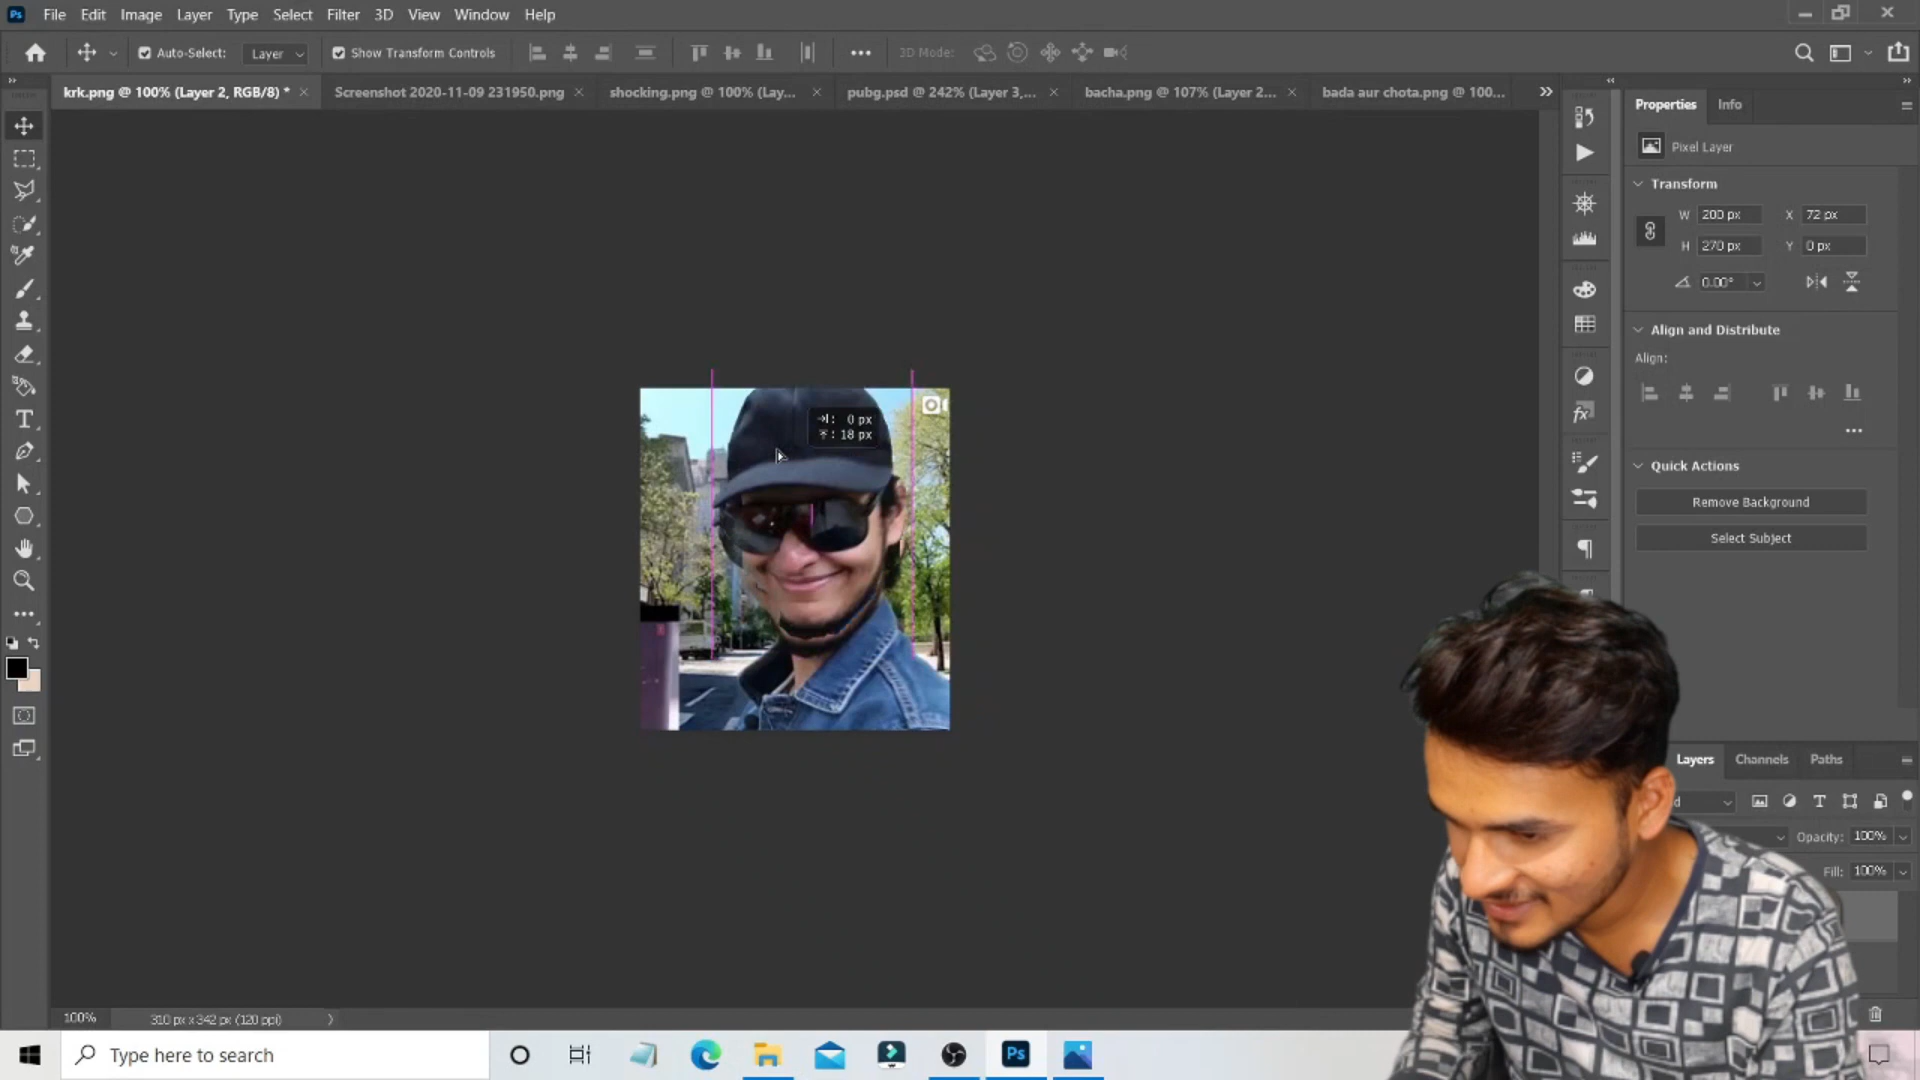 Ps File Edit Image Layer Type Select Filter 3D View Window Help
Auto-Select: Layer Show Transform Controls 3D Mode:
krk.png @ 100% (Layer 2, RGB/8) * Screenshot 2020-11-09 231950.png shocking.png @ 100% (Lay... pubg.psd @ 242% (Layer 3,... bacha.png @ 107% (Layer 2... bada aur chota.png @ 100...
Properties Info
Pixel Layer
Transform
W 200 px X 72 px
H 270 px Y 0 px
0.00°
Align and Distribute
Align:
Quick Actions
Remove Background
Select Subject
: 0 px
: 18 px
Layers Channels Paths
Opacity: 100%
Fill: 100%
100% 310 px x 342 px (120 ppi)
Type here to search
Ps